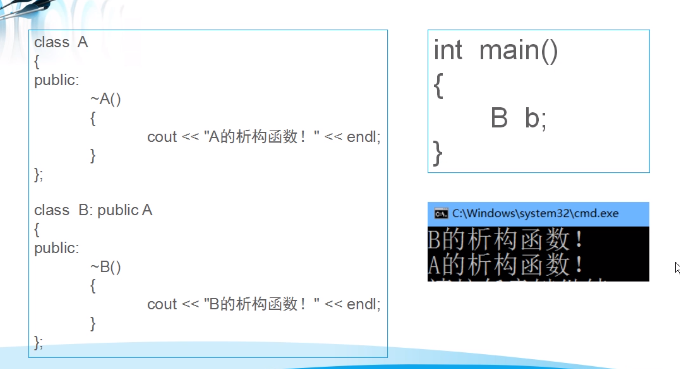 class A
{
public:
~A()
{
cout << "A的析构函数！" << endl;
}
};
class B: public A
{
public:
~B()
{
cout << "B的析构函数！" << endl;
}
};
int main()
{
B b;
}
C:\Windows\system32\cmd.exe
B的析构函数！
A的析构函数！